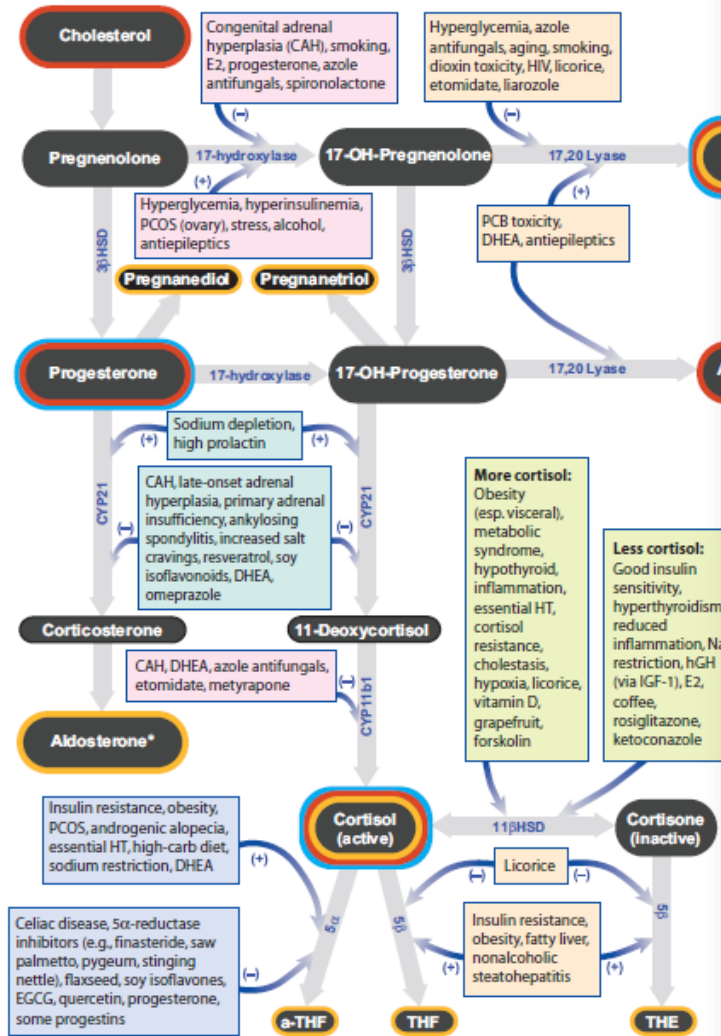 Cholesterol
Congenital adrenal
hyperplasia (CAH), smoking,
E2, progesterone, azole
antifungals, spironolactone
Hyperglycemia, azole
antifungals, aging, smoking,
dioxin toxicity, HIV, licorice,
etomidate, liarozole
(−)
(−)
Pregnenolone
17-hydroxylase
17-OH-Pregnenolone
17,20 Lyase
(+)
(+)
Hyperglycemia, hyperinsulinemia,
PCOS (ovary), stress, alcohol,
antiepileptics
PCB toxicity,
DHEA, antiepileptics
3βHSD
3βHSD
Pregnanediol
Pregnanetriol
Progesterone
17-hydroxylase
17-OH-Progesterone
17,20 Lyase
A
Sodium depletion,
high prolactin
(+)
(+)
CYP21
CYP21
CAH, late-onset adrenal
hyperplasia, primary adrenal
insufficiency, ankylosing
spondylitis, increased salt
cravings, resveratrol, soy
isoflavonoids, DHEA,
omeprazole
(−)
(−)
More cortisol:
Obesity
(esp. visceral),
metabolic
syndrome,
hypothyroid,
inflammation,
essential HT,
cortisol
resistance,
cholestasis,
hypoxia, licorice,
vitamin D,
grapefruit,
forskolin
Less cortisol:
Good insulin
sensitivity,
hyperthyroidism
reduced
inflammation, Na
restriction, hGH
(via IGF-1), E2,
coffee,
rosiglitazone,
ketoconazole
Corticosterone
11-Deoxycortisol
CAH, DHEA, azole antifungals,
etomidate, metyrapone
(−)
CYP11b1
Aldosterone*
Cortisol
(active)
11βHSD
Cortisone
(inactive)
Insulin resistance, obesity,
PCOS, androgenic alopecia,
essential HT, high-carb diet,
sodium restriction, DHEA
(+)
Licorice
(−)
(−)
5α
5β
5β
Insulin resistance,
obesity, fatty liver,
nonalcoholic
steatohepatitis
(+)
(+)
Celiac disease, 5α-reductase
inhibitors (e.g., finasteride, saw
palmetto, pygeum, stinging
nettle), flaxseed, soy isoflavones,
EGCG, quercetin, progesterone,
some progestins
(−)
a-THF
THF
THE